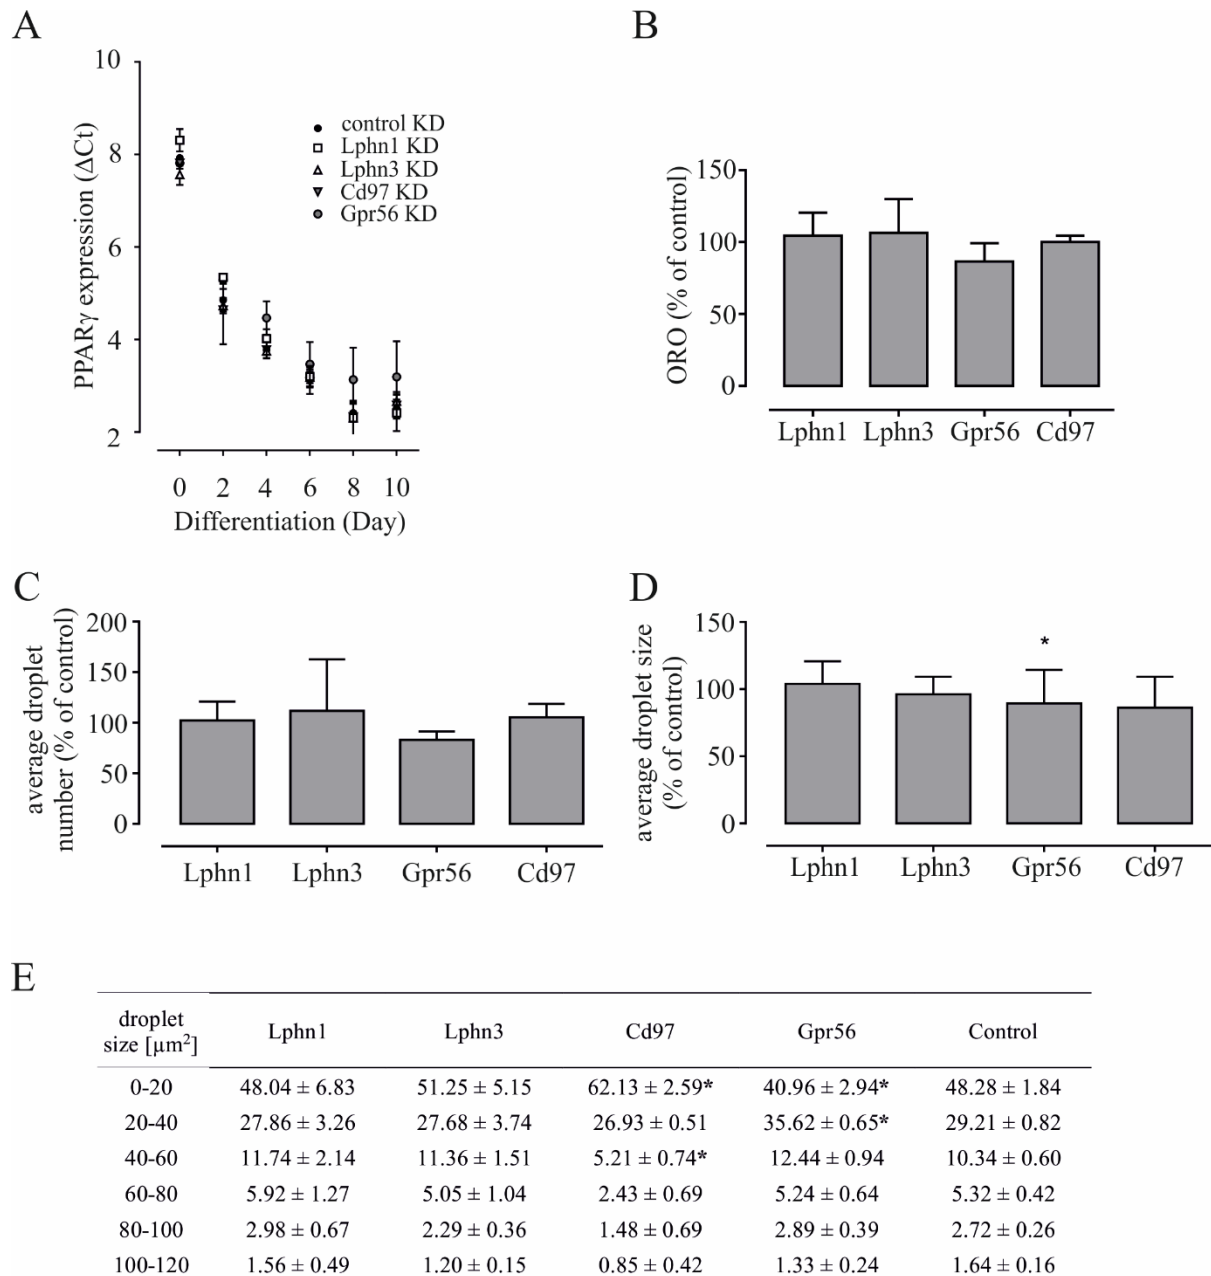 A
10
8
6
4
2
PPARγ expression (ΔCt)
control KD
Lphn1 KD
Lphn3 KD
Cd97 KD
Gpr56 KD
0 2 4 6 8 10
Differentiation (Day)
B
150
100
50
0
ORO (% of control)
Lphn1 Lphn3 Gpr56 Cd97
C
200
150
100
50
0
average droplet
number (% of control)
Lphn1 Lphn3 Gpr56 Cd97
D
150
100
50
0
average droplet size
(% of control)
*
Lphn1 Lphn3 Gpr56 Cd97
E
droplet
size [µm²] Lphn1 Lphn3 Cd97 Gpr56 Control
0-20 48.04 ± 6.83 51.25 ± 5.15 62.13 ± 2.59* 40.96 ± 2.94* 48.28 ± 1.84
20-40 27.86 ± 3.26 27.68 ± 3.74 26.93 ± 0.51 35.62 ± 0.65* 29.21 ± 0.82
40-60 11.74 ± 2.14 11.36 ± 1.51 5.21 ± 0.74* 12.44 ± 0.94 10.34 ± 0.60
60-80 5.92 ± 1.27 5.05 ± 1.04 2.43 ± 0.69 5.24 ± 0.64 5.32 ± 0.42
80-100 2.98 ± 0.67 2.29 ± 0.36 1.48 ± 0.69 2.89 ± 0.39 2.72 ± 0.26
100-120 1.56 ± 0.49 1.20 ± 0.15 0.85 ± 0.42 1.33 ± 0.24 1.64 ± 0.16